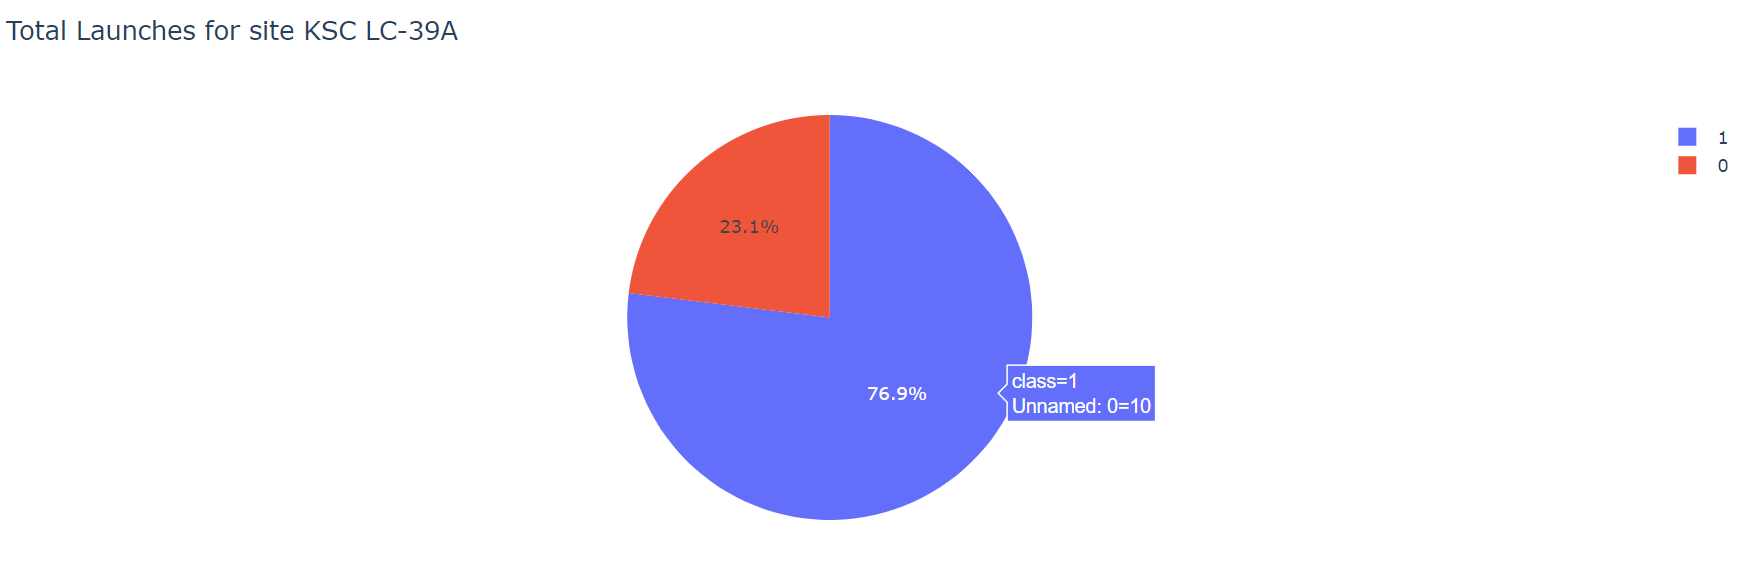 Total Launches for site KSC LC-39A
1
0
23.1%
76.9%
class=1
Unnamed: 0=10